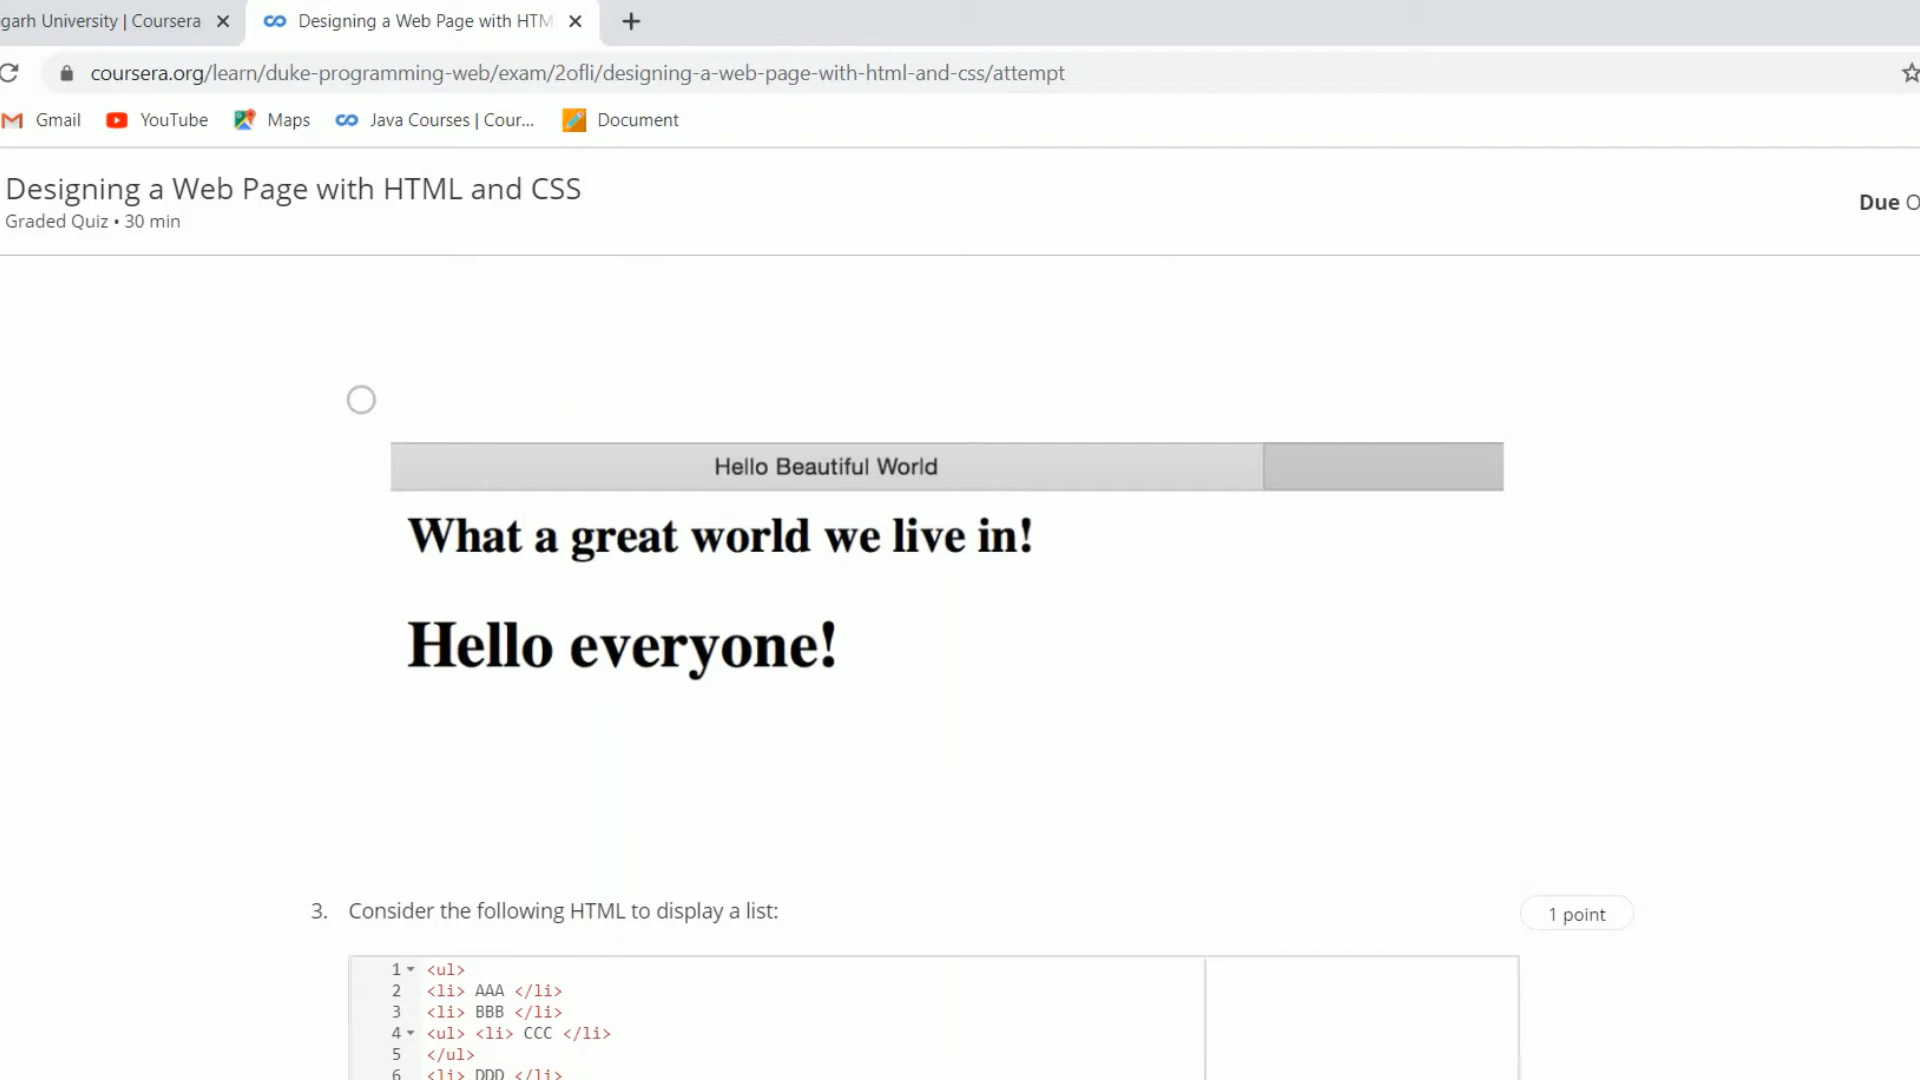 garh University | Coursera
Designing a Web Page with HTM
coursera.org/learn/duke-programming-web/exam/2ofli/designing-a-web-page-with-html-and-css/attempt
Gmail YouTube Maps Java Courses | Cour... Document
Designing a Web Page with HTML and CSS
Graded Quiz • 30 min
Due O
Hello Beautiful World
What a great world we live in!
Hello everyone!
3. Consider the following HTML to display a list:
1 point
1 <ul>
2 <li> AAA </li>
3 <li> BBB </li>
4 <ul> <li> CCC </li>
5 </ul>
6 <li> DDD </li>